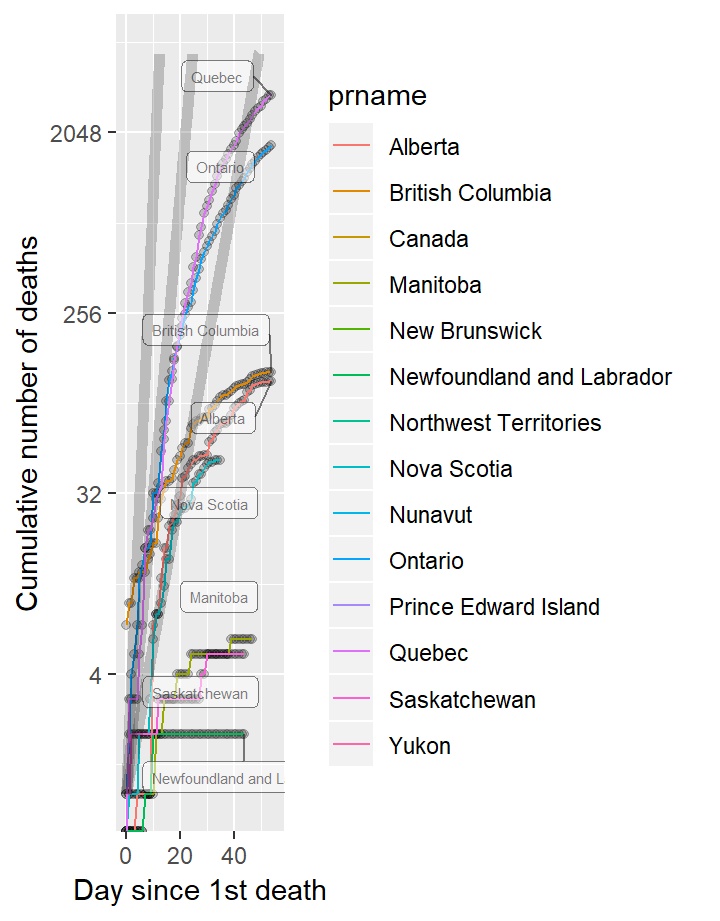 Quebec
Ontario
British Columbia
Alberta
Nova Scotia
Manitoba
Saskatchewan
Newfoundland and L
2048
256
32
4
0 20 40
Day since 1st death
Cumulative number of deaths
prname
Alberta
British Columbia
Canada
Manitoba
New Brunswick
Newfoundland and Labrador
Northwest Territories
Nova Scotia
Nunavut
Ontario
Prince Edward Island
Quebec
Saskatchewan
Yukon